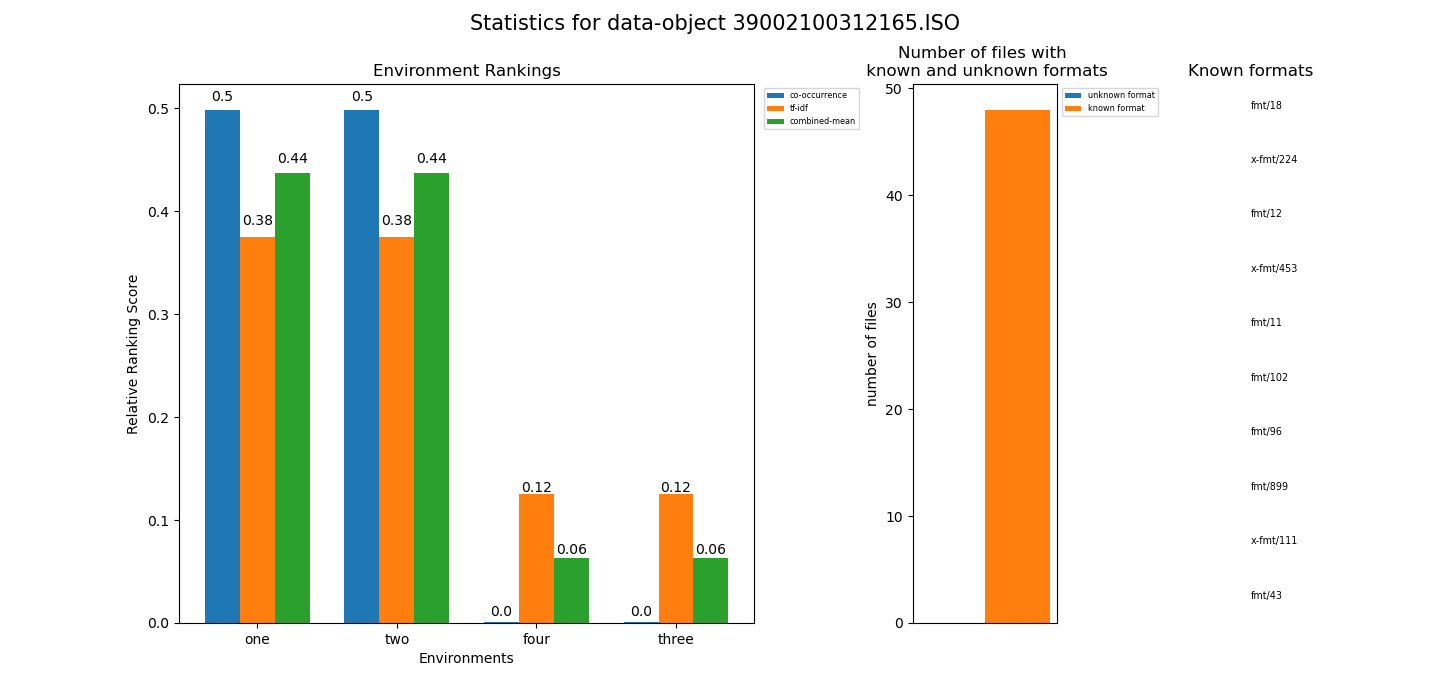 Statistics for data-object 39002100312165.ISO
Environment Rankings
0.5
0.4
0.3
0.2
0.1
0.0
Relative Ranking Score
0.5
0.38
0.44
0.5
0.38
0.44
0.0
0.12
0.06
0.0
0.12
0.06
one
two
four
three
Environments
co-occurrence
tf-idf
combined-mean
Number of files with
known and unknown formats
50
40
30
20
10
0
number of files
unknown format
known format
Known formats
fmt/18
x-fmt/224
fmt/12
x-fmt/453
fmt/11
fmt/102
fmt/96
fmt/899
x-fmt/111
fmt/43